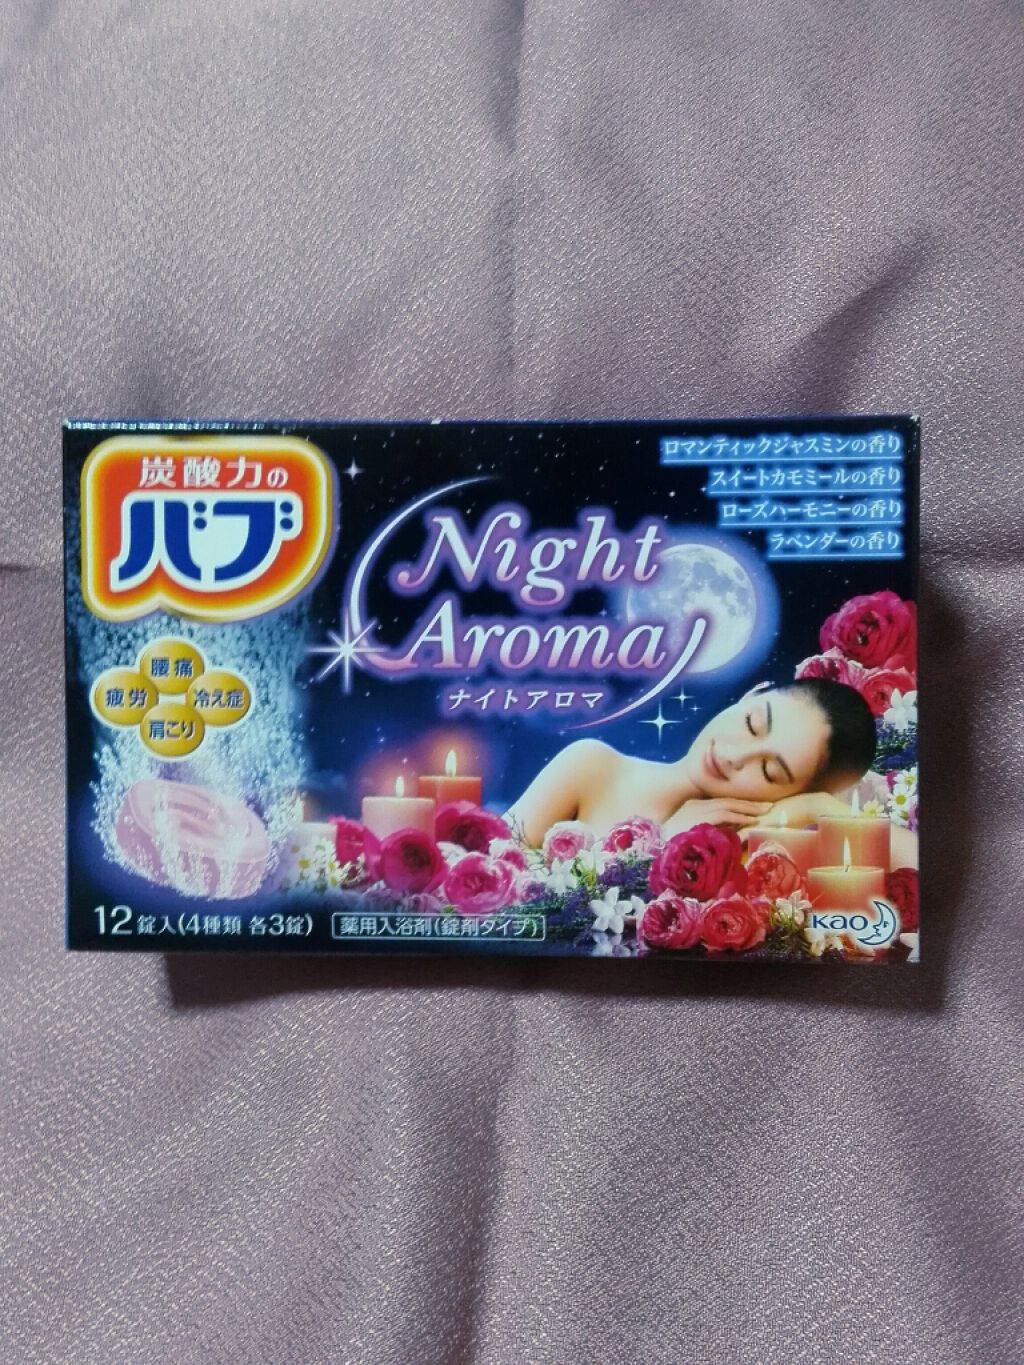 炭酸力の
バブ
Night
Aroma
ナイトアロマ
ロマンティックジャスミンの香り
スイートカモミールの香り
ローズハーモニーの香り
ラベンダーの香り
腰痛
疲労 冷え症
肩こり
12錠入(4種類 各3錠) 薬用入浴剤(錠剤タイプ)
Kao